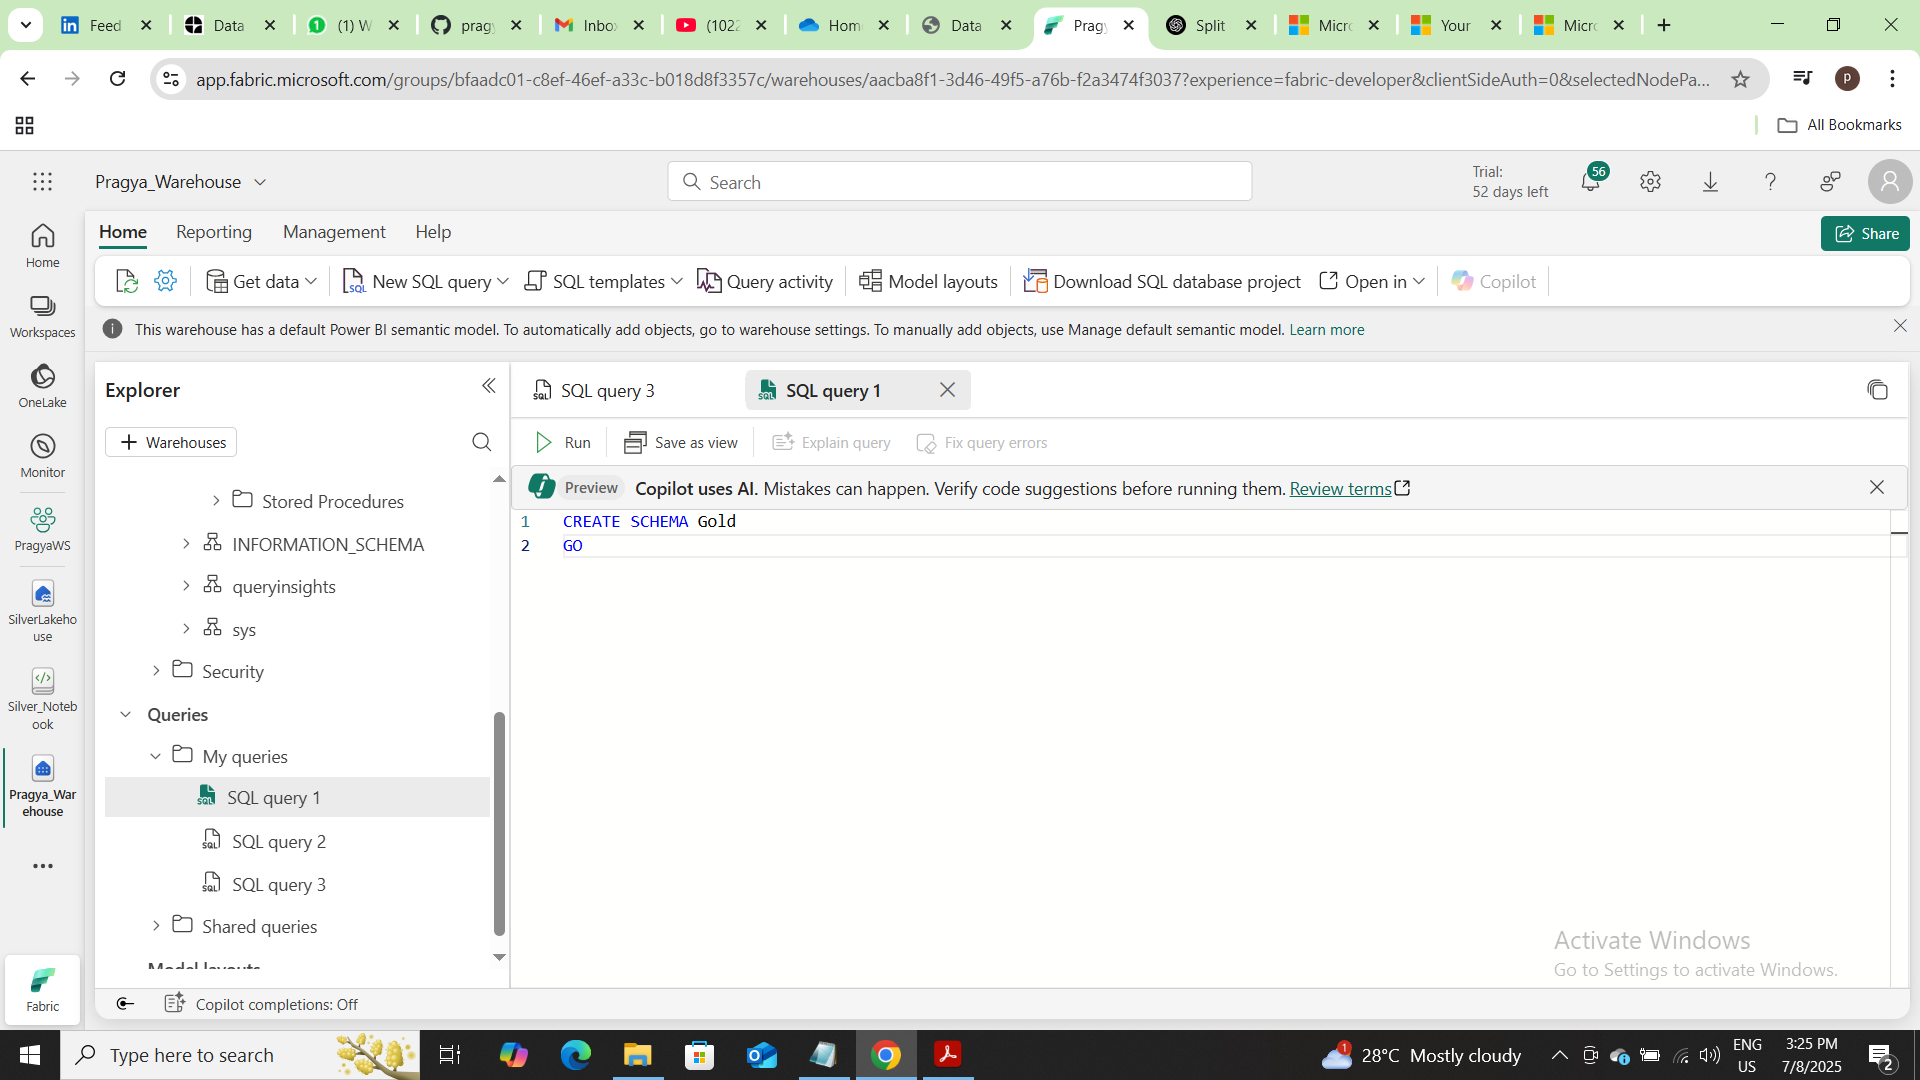 Feed
Data
(1) W
prag
Inbo
(102
Hom
Data
Prag
Split
Micr
Your
Micr
app.fabric.microsoft.com/groups/bfaadc01-c8ef-46ef-a33c-b018d8f3357c/warehouses/aacba8f1-3d46-49f5-a76b-f2a3474f3037?experience=fabric-developer&clientSideAuth=0&selectedNodePa...
p
All Bookmarks
Pragya_Warehouse
Search
Trial:
52 days left
56
Home
Reporting
Management
Help
Share
Get data
New SQL query
SQL templates
Query activity
Model layouts
Download SQL database project
Open in
Copilot
This warehouse has a default Power BI semantic model. To automatically add objects, go to warehouse settings. To manually add objects, use Manage default semantic model. Learn more
Home
Workspaces
OneLake
Monitor
PragyaWS
SilverLakeho
use
Silver_Noteb
ook
Pragya_War
ehouse
Fabric
Explorer
Warehouses
Stored Procedures
INFORMATION_SCHEMA
queryinsights
sys
Security
Queries
My queries
SQL query 1
SQL query 2
SQL query 3
Shared queries
Model layouts
SQL query 3
SQL query 1
Run
Save as view
Explain query
Fix query errors
Preview
Copilot uses AI. Mistakes can happen. Verify code suggestions before running them. Review terms
1 CREATE SCHEMA Gold
2 GO
Activate Windows
Go to Settings to activate Windows.
Copilot completions: Off
Type here to search
1
28°C Mostly cloudy
ENG
US
3:25 PM
7/8/2025
2